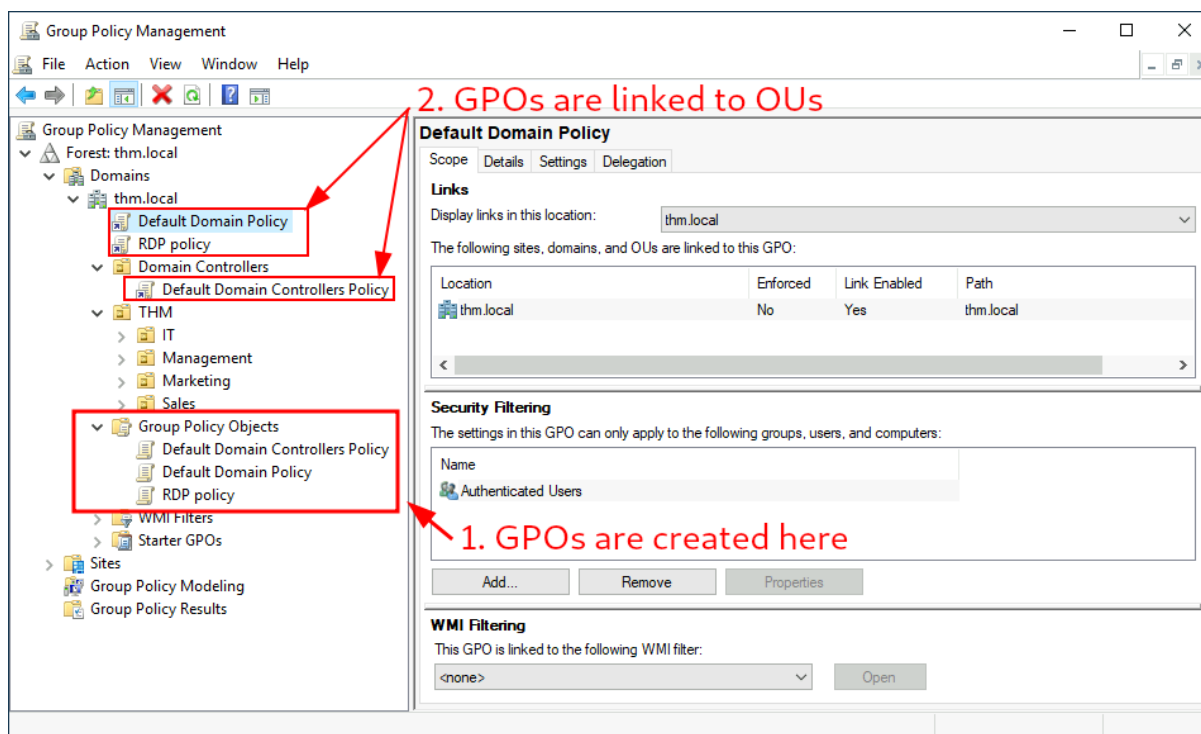 Group Policy Management
File Action View Window Help
2. GPOs are linked to OUs
Group Policy Management
Forest: thm.local
Domains
thm.local
Default Domain Policy
RDP policy
Domain Controllers
Default Domain Controllers Policy
THM
IT
Management
Marketing
Sales
Group Policy Objects
Default Domain Controllers Policy
Default Domain Policy
RDP policy
WMI Filters
Starter GPOs
Sites
Group Policy Modeling
Group Policy Results
1. GPOs are created here
Default Domain Policy
Scope Details Settings Delegation
Links
Display links in this location: thm.local
The following sites, domains, and OUs are linked to this GPO:
Location Enforced Link Enabled Path
thm.local No Yes thm.local
Security Filtering
The settings in this GPO can only apply to the following groups, users, and computers:
Name
Authenticated Users
Add... Remove Properties
WMI Filtering
This GPO is linked to the following WMI filter:
<none> Open